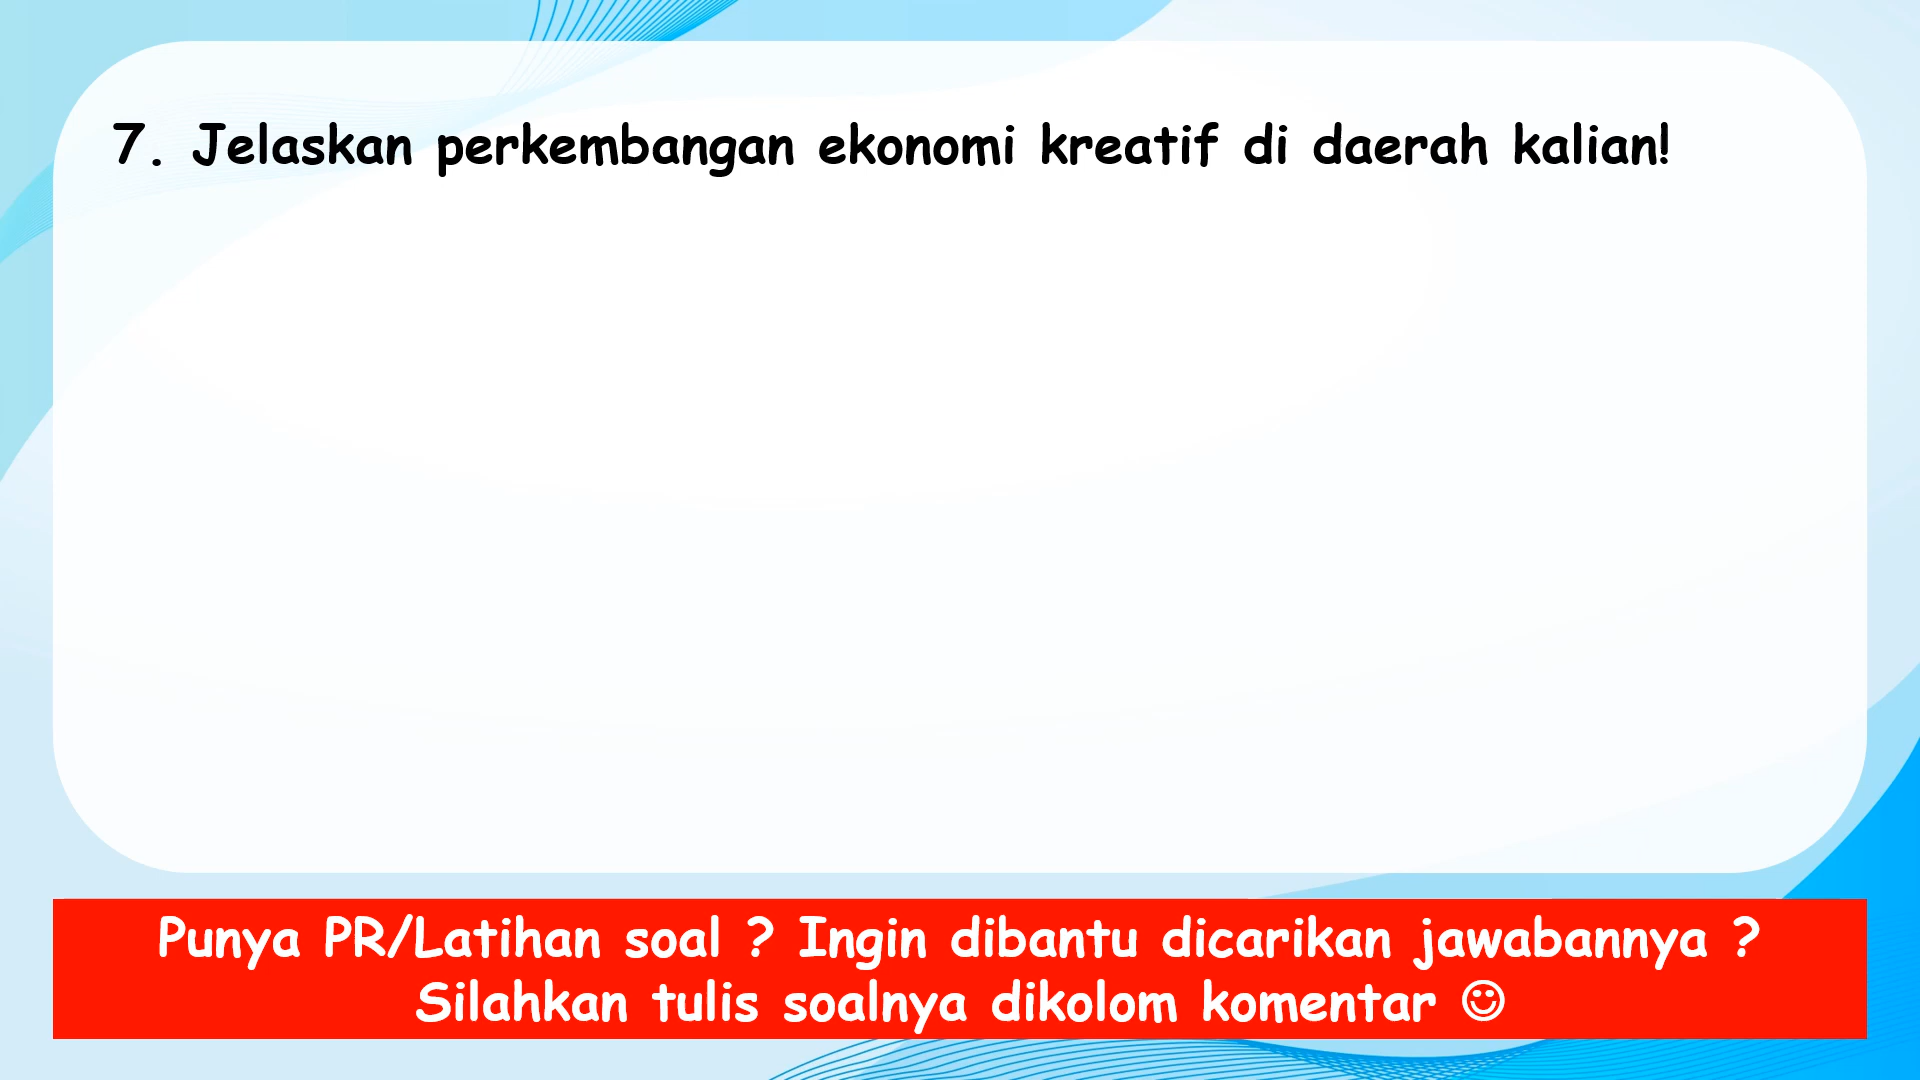 7. Jelaskan perkembangan ekonomi kreatif di daerah kalian!
Punya PR/Latihan soal ? Ingin dibantu dicarikan jawabannya ?
Silahkan tulis soalnya dikolom komentar ☺